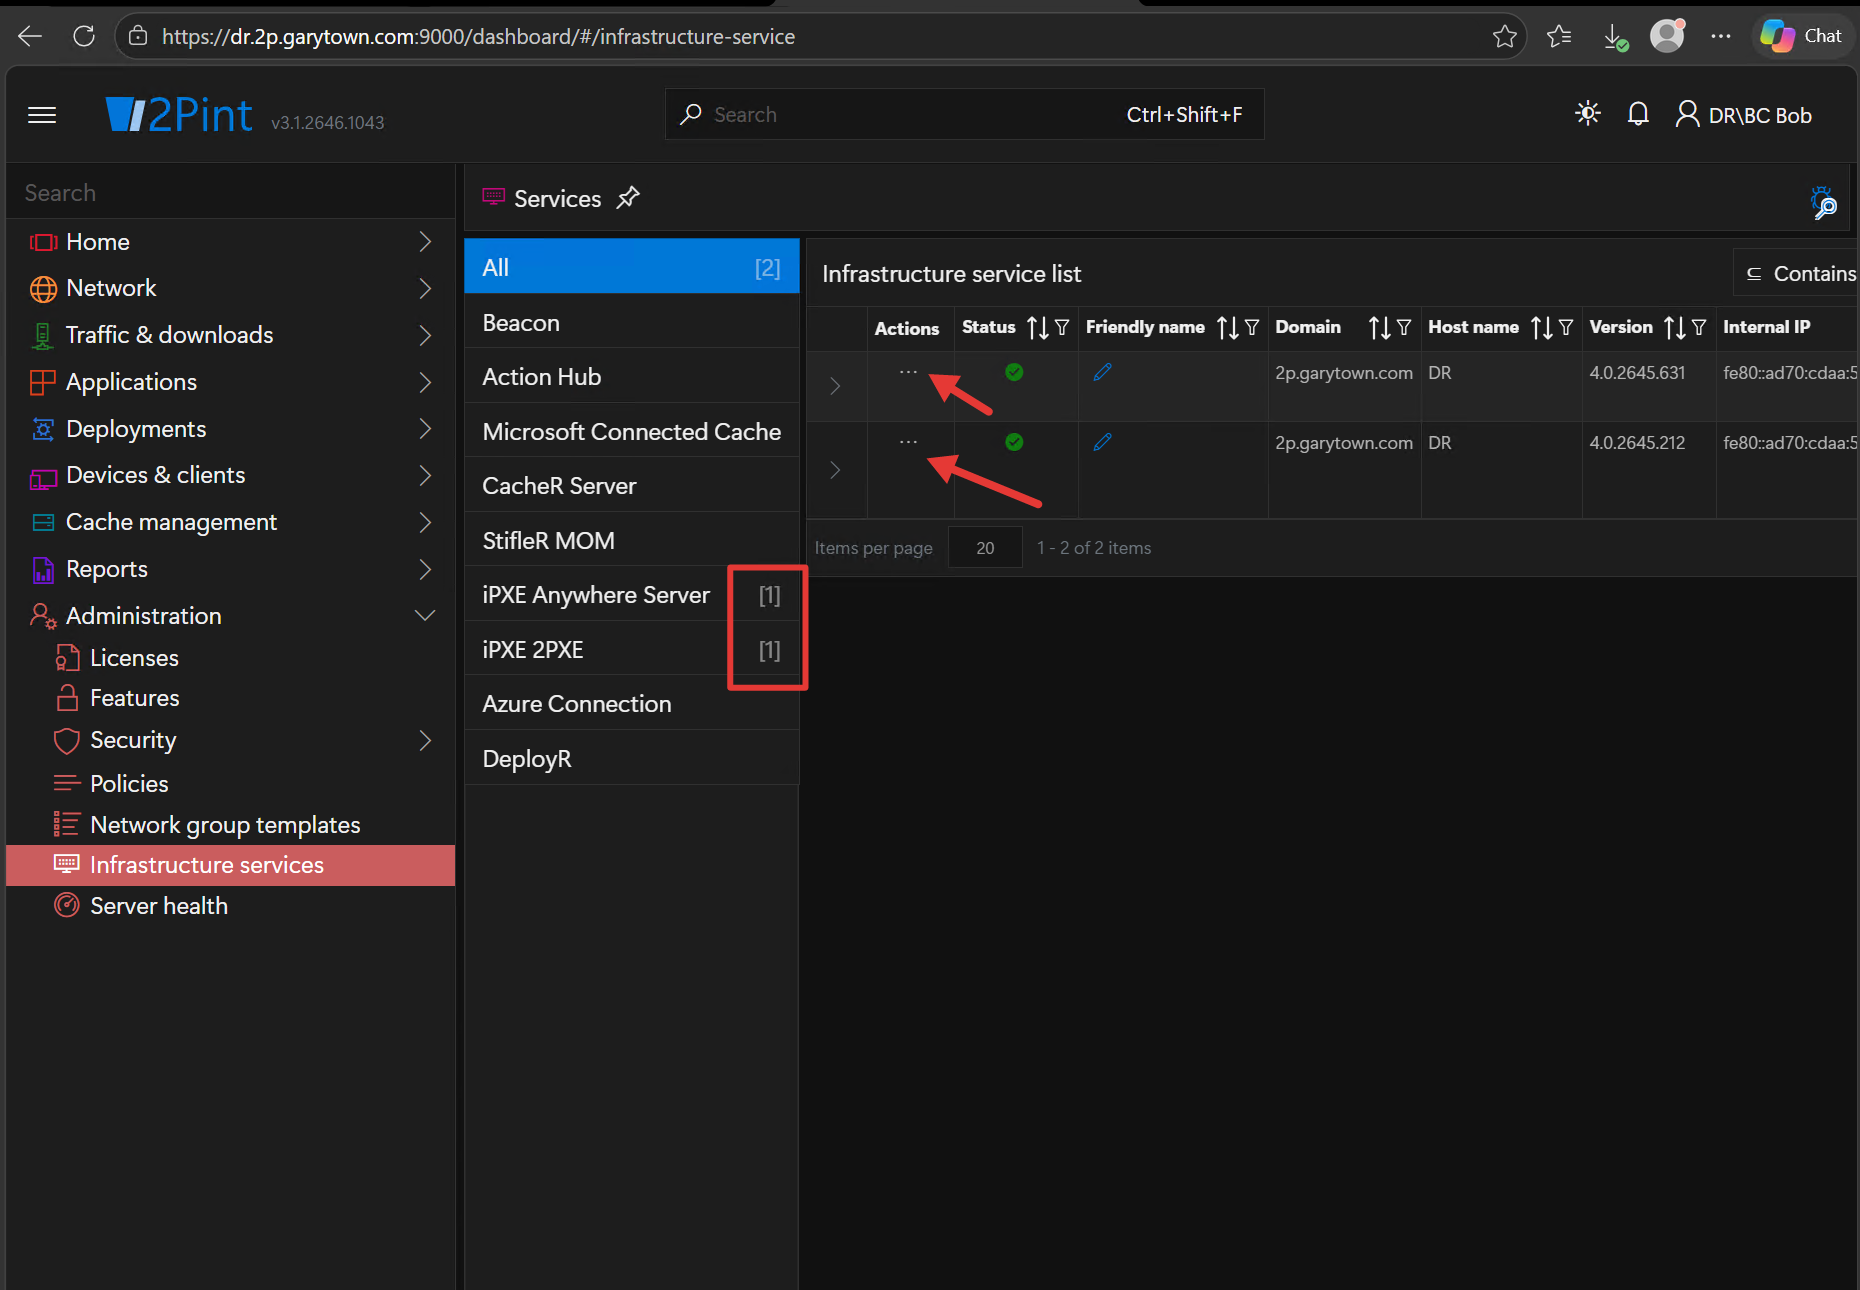 https://dr.2p.garytown.com:9000/dashboard/#/infrastructure-service
Chat
2Pint v3.1.2646.1043
Search Ctrl+Shift+F
DR\BC Bob
Search
Home
Network
Traffic & downloads
Applications
Deployments
Devices & clients
Cache management
Reports
Administration
Licenses
Features
Security
Policies
Network group templates
Infrastructure services
Server health
Services
All [2]
Beacon
Action Hub
Microsoft Connected Cache
CacheR Server
StifleR MOM
iPXE Anywhere Server [1]
iPXE 2PXE [1]
Azure Connection
DeployR
Infrastructure service list
⊆ Contains
Actions Status Friendly name Domain Host name Version Internal IP
... 2p.garytown.com DR 4.0.2645.631 fe80::ad70:cdaa:5
... 2p.garytown.com DR 4.0.2645.212 fe80::ad70:cdaa:5
Items per page 20 1 - 2 of 2 items